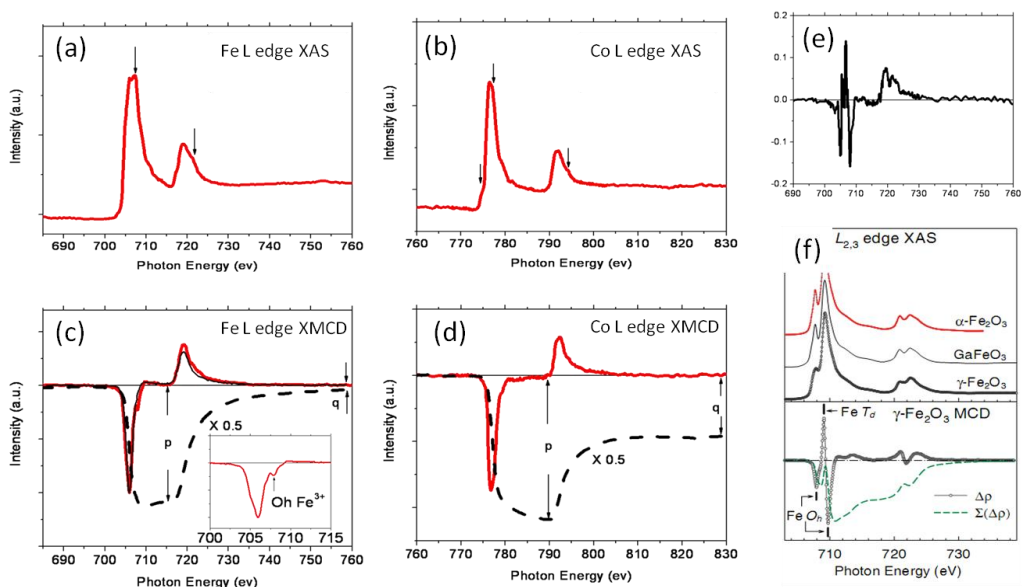 (a)
Fe L edge XAS
Intensity (a.u.)
690 700 710 720 730 740 750 760
Photon Energy (ev)
(b)
Co L edge XAS
Intensity (a.u.)
760 770 780 790 800 810 820 830
Photon Energy (ev)
(e)
0.2
0.1
0.0
-0.1
-0.2
690 700 710 720 730 740 750 760
(c)
Fe L edge XMCD
Intensity (a.u.)
p
q
X 0.5
Oh Fe³⁺
700 705 710 715
690 700 710 720 730 740 750 760
Photon Energy (ev)
(d)
Co L edge XMCD
Intensity (a.u.)
p
q
X 0.5
760 770 780 790 800 810 820 830
Photon Energy (ev)
(f)
L₂,₃ edge XAS
α-Fe₂O₃
GaFeO₃
γ-Fe₂O₃
Fe T_d
γ-Fe₂O₃ MCD
Fe O_h
Δρ
Σ(Δρ)
710 720 730
Photon Energy (eV)